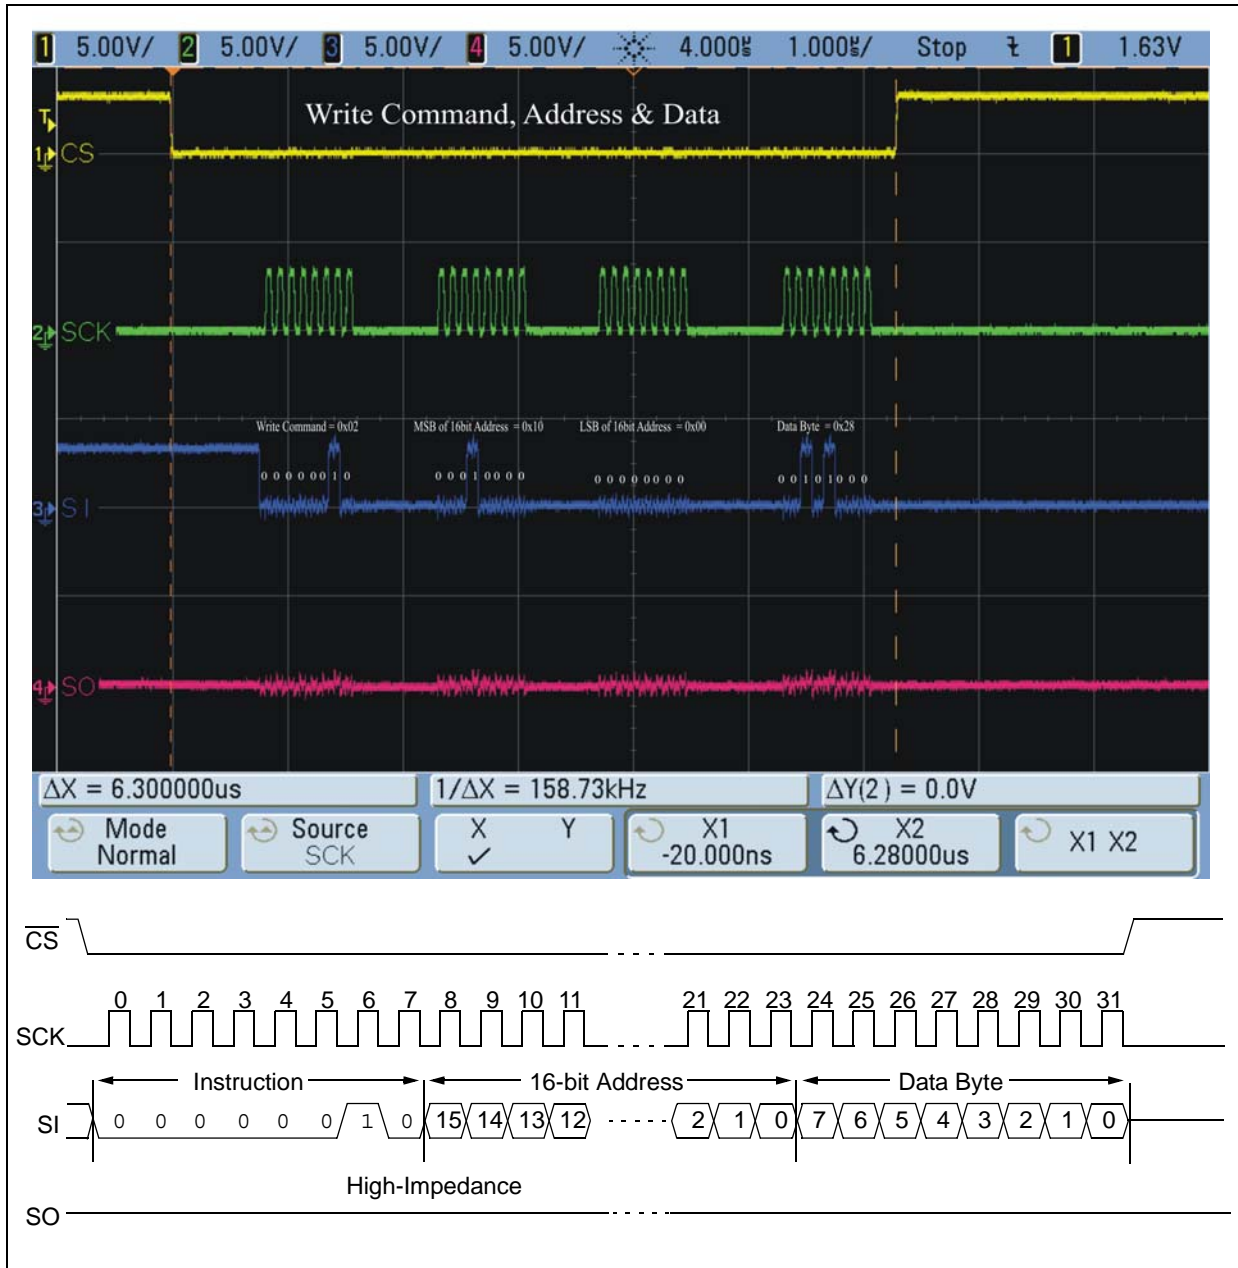 1 5.00V/ 2 5.00V/ 3 5.00V/ 4 5.00V/ 4.000µs 1.000µs/ Stop 1 1.63V
Write Command, Address & Data
T
1 CS
2 SCK
Write Command = 0x02 MSB of 16bit Address = 0x10 LSB of 16bit Address = 0x00 Data Byte = 0x28
0 0 0 0 0 0 1 0 0 0 0 1 0 0 0 0 0 0 0 0 0 0 0 0 0 0 1 0 1 0 0 0
3 SI
4 SO
ΔX = 6.300000us 1/ΔX = 158.73kHz ΔY(2) = 0.0V
Mode Source X Y X1 X2 X1 X2
Normal SCK ✓ -20.000ns 6.28000us
CS
0 1 2 3 4 5 6 7 8 9 10 11 21 22 23 24 25 26 27 28 29 30 31
SCK
Instruction 16-bit Address Data Byte
SI 0 0 0 0 0 0 1 0 15 14 13 12 2 1 0 7 6 5 4 3 2 1 0
High-Impedance
SO